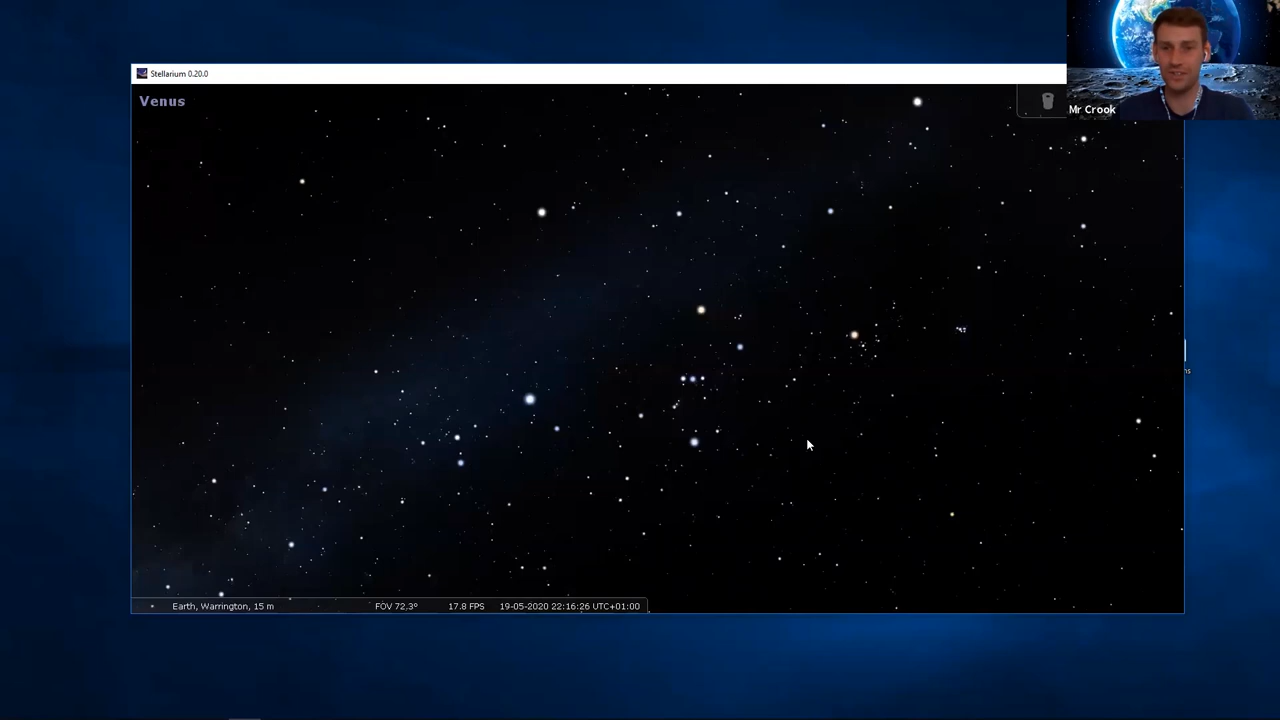 Stellarium 0.20.0
Venus
Mr Crook
ns
Earth, Warrington, 15 m FOV 72.3° 17.8 FPS 19-05-2020 22:16:26 UTC+01:00